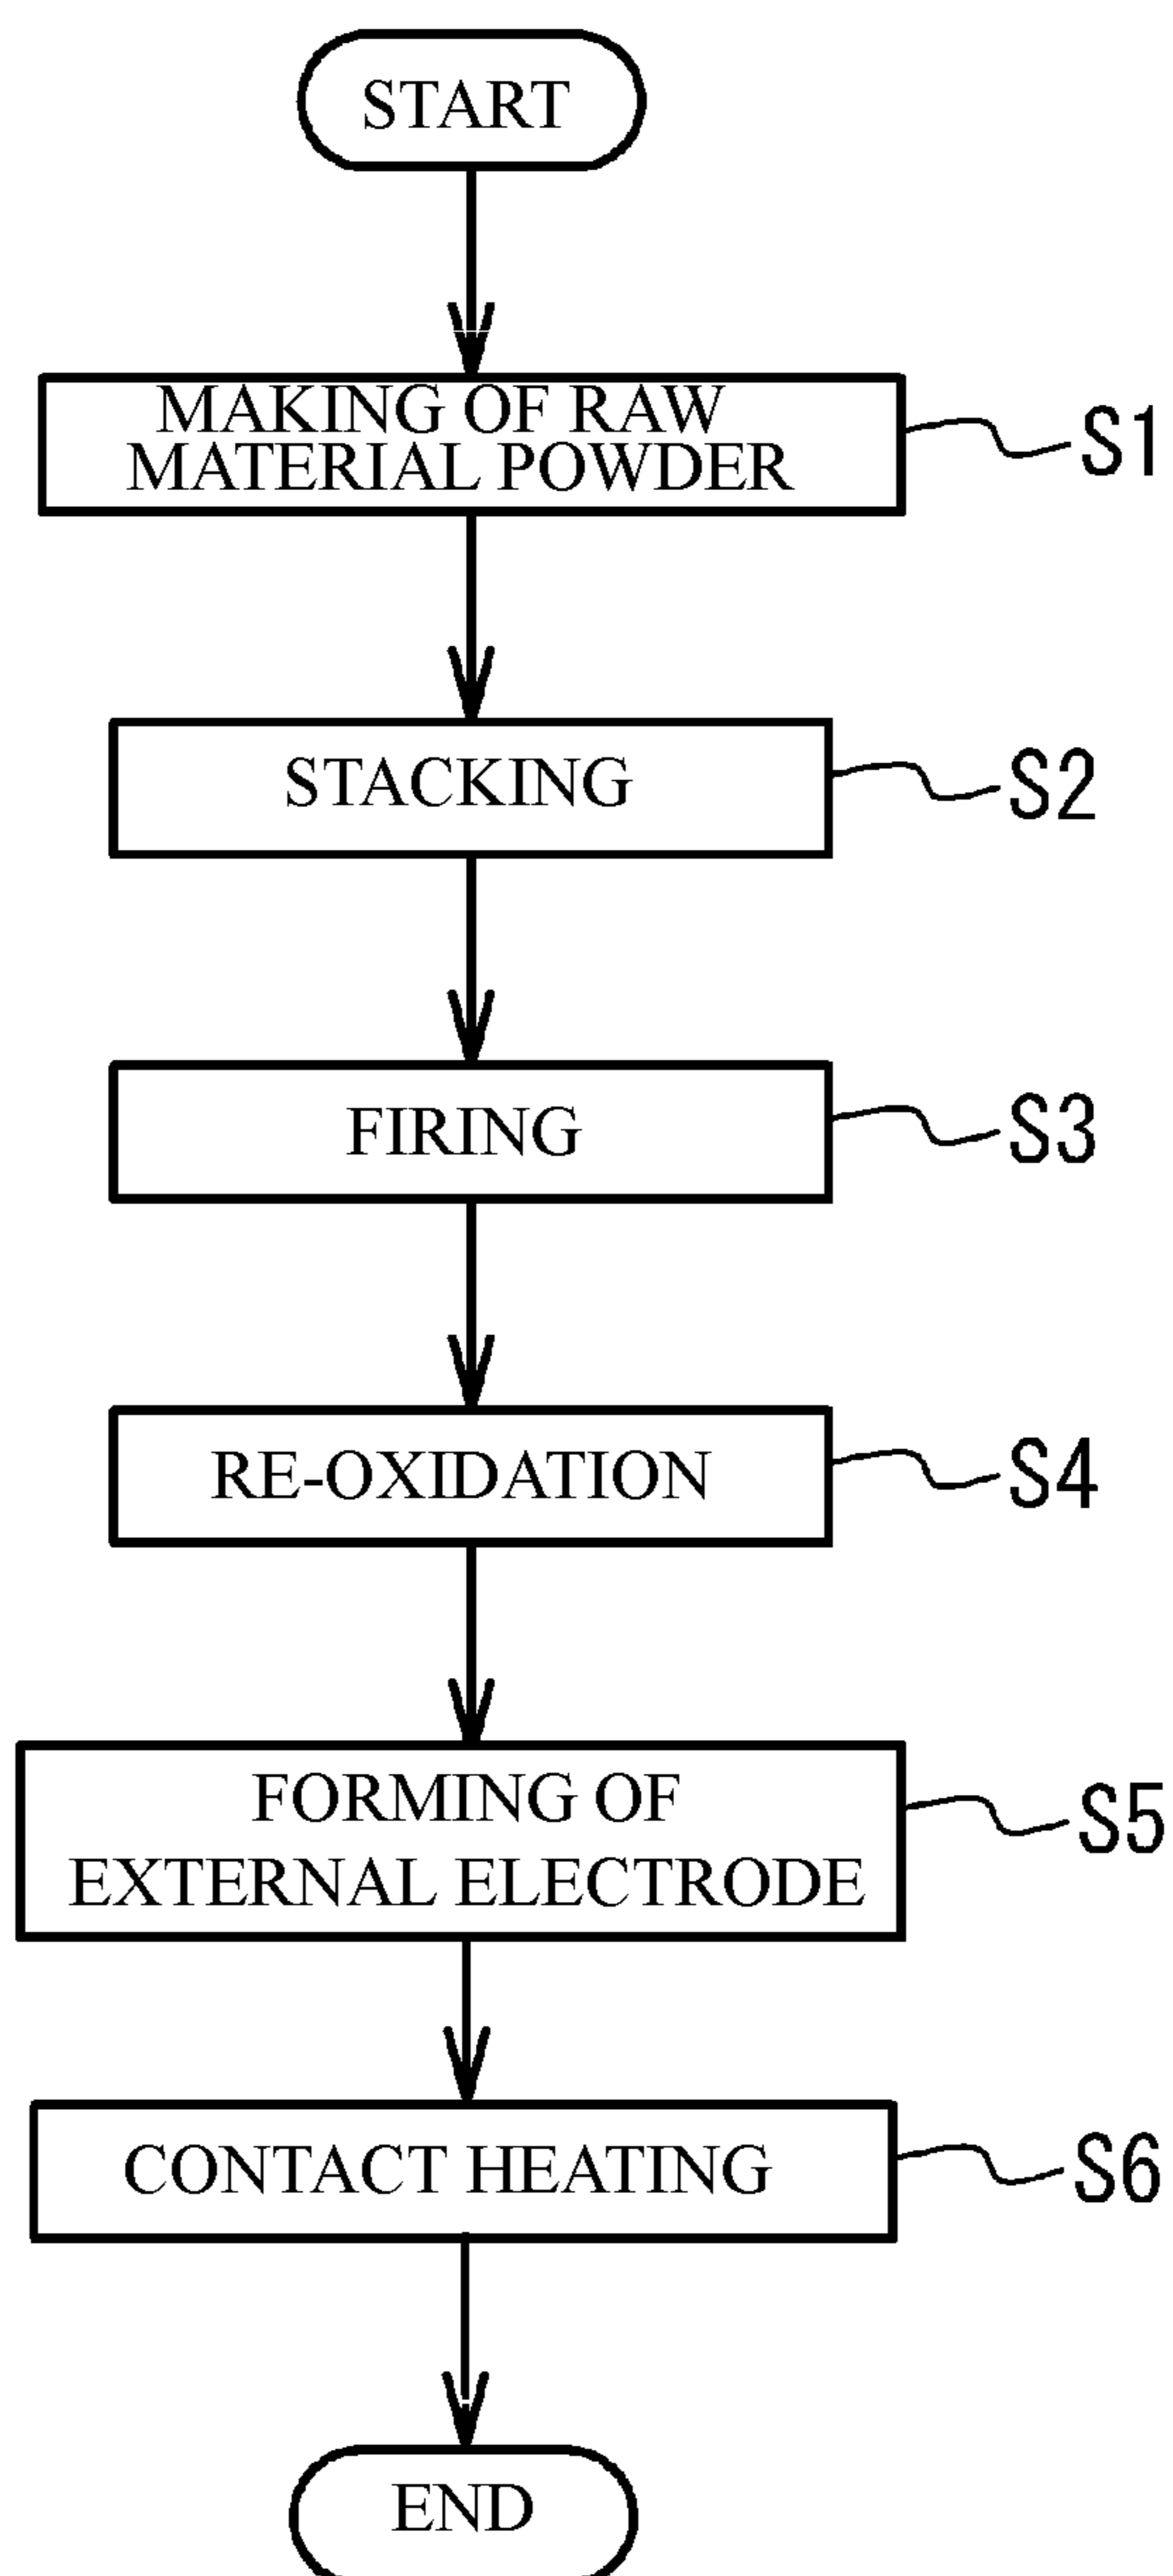 START
MAKING OF RAW
MATERIAL POWDER
S1
STACKING
S2
FIRING
S3
RE-OXIDATION
S4
FORMING OF
EXTERNAL ELECTRODE
S5
CONTACT HEATING
S6
END